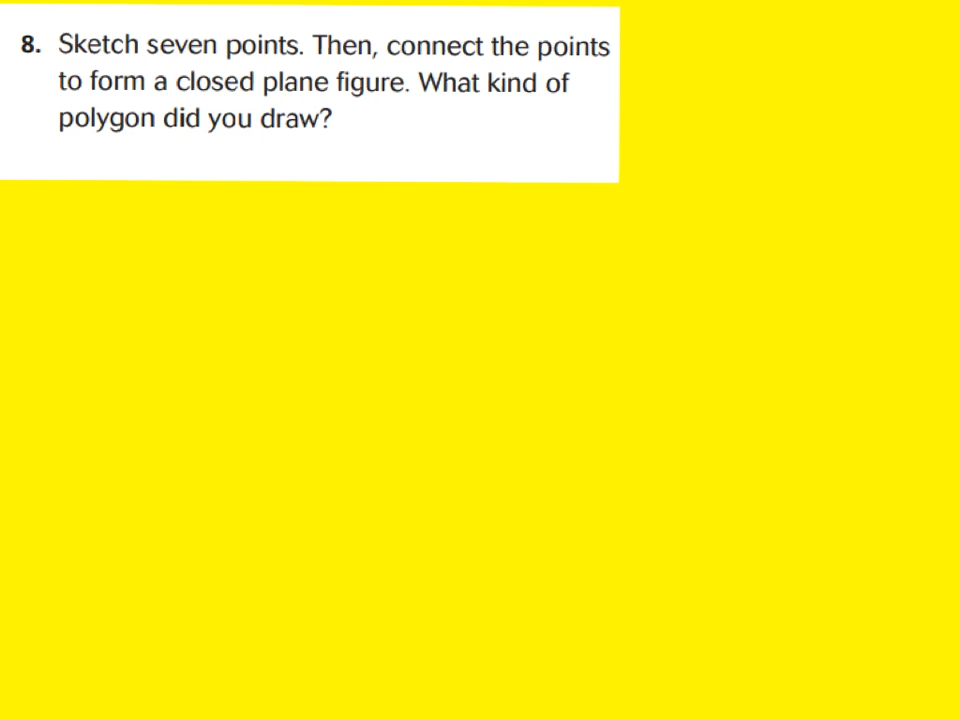 8. Sketch seven points. Then, connect the points
to form a closed plane figure. What kind of
polygon did you draw?